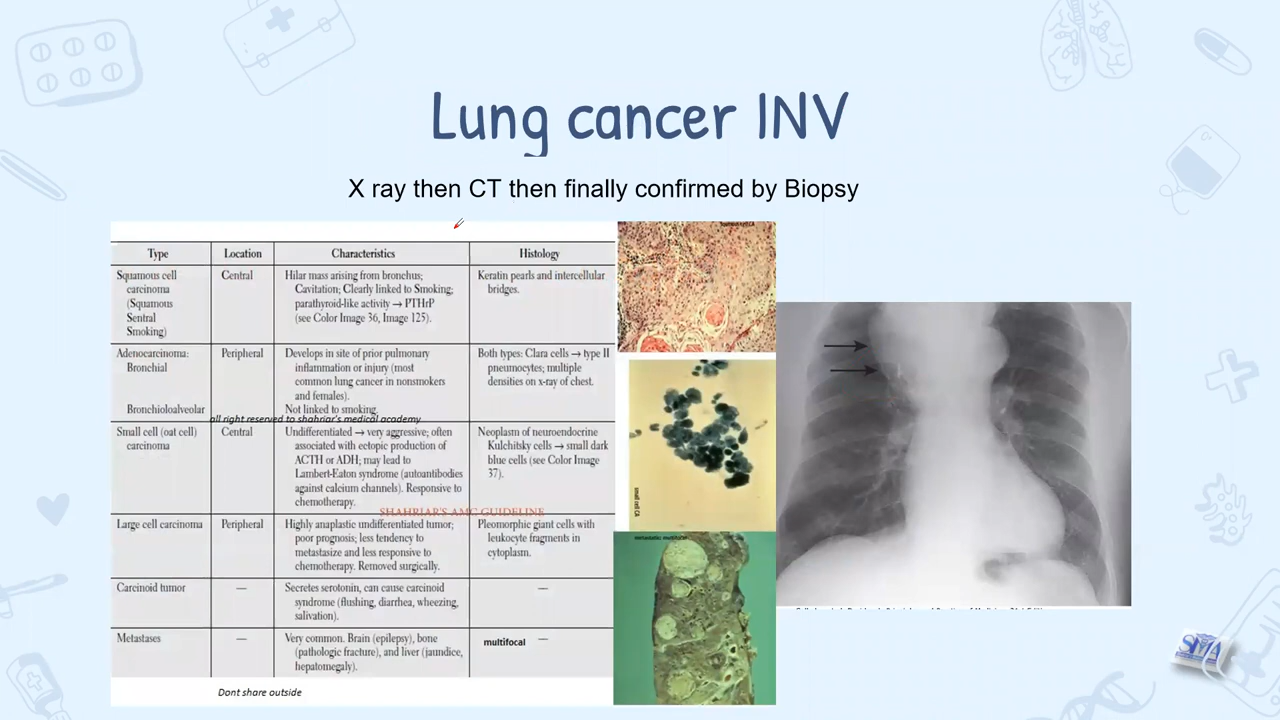 Lung cancer INV
X ray then CT then finally confirmed by Biopsy
Type Location Characteristics Histology
Squamous cell
carcinoma
(Squamous
Sentral
Smoking)
Central
Hilar mass arising from bronchus;
Cavitation; Clearly linked to Smoking;
parathyroid-like activity → PTHrP
(see Color Image 36, Image 125).
Keratin pearls and intercellular
bridges.
Adenocarcinoma:
Bronchial
Bronchioloalveolar
Peripheral
Develops in site of prior pulmonary
inflammation or injury (most
common lung cancer in nonsmokers
and females).
Not linked to smoking.
Both types: Clara cells → type II
pneumocytes; multiple
densities on x-ray of chest.
all right reserved to shahriar's medical academy
Small cell (oat cell)
carcinoma
Central
Undifferentiated → very aggressive; often
associated with ectopic production of
ACTH or ADH; may lead to
Lambert-Eaton syndrome (autoantibodies
against calcium channels). Responsive to
chemotherapy.
Neoplasm of neuroendocrine
Kulchitsky cells → small dark
blue cells (see Color Image
37).
SHAHRIAR'S AMC GUIDELINE
Large cell carcinoma
Peripheral
Highly anaplastic undifferentiated tumor;
poor prognosis; less tendency to
metastasize and less responsive to
chemotherapy. Removed surgically.
Pleomorphic giant cells with
leukocyte fragments in
cytoplasm.
Carcinoid tumor
—
Secretes serotonin, can cause carcinoid
syndrome (flushing, diarrhea, wheezing,
salivation).
—
Metastases
—
Very common. Brain (epilepsy), bone
(pathologic fracture), and liver (jaundice,
hepatomegaly).
multifocal —
Dont share outside
small cell CA
metastatic multifocal
SMA